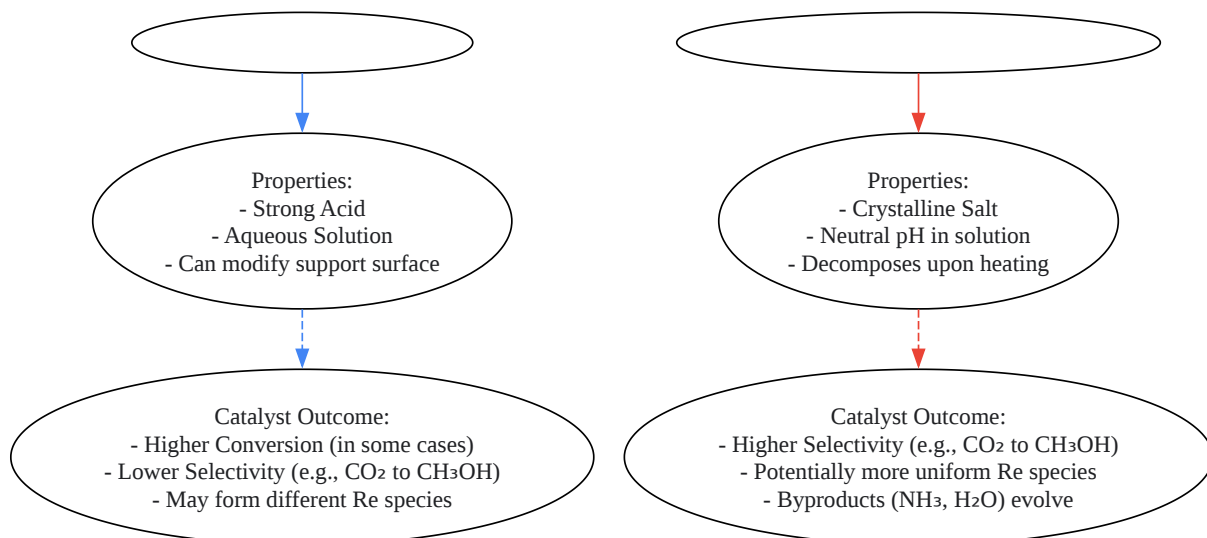 Properties:
- Strong Acid
- Aqueous Solution
- Can modify support surface
Catalyst Outcome:
- Higher Conversion (in some cases)
- Lower Selectivity (e.g., CO₂ to CH₃OH)
- May form different Re species
Properties:
- Crystalline Salt
- Neutral pH in solution
- Decomposes upon heating
Catalyst Outcome:
- Higher Selectivity (e.g., CO₂ to CH₃OH)
- Potentially more uniform Re species
- Byproducts (NH₃, H₂O) evolve